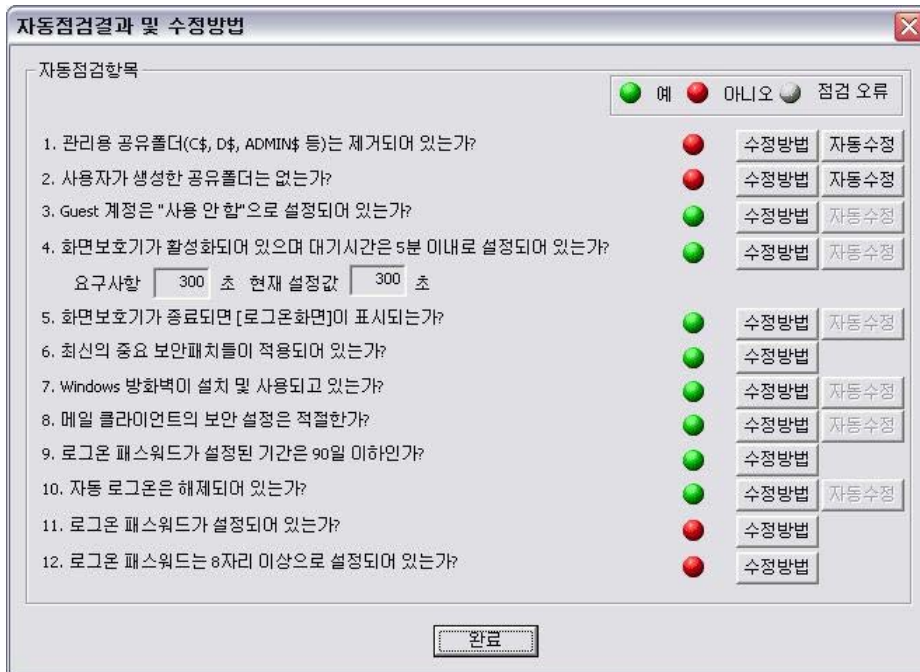 자동점검결과 및 수정방법
자동점검항목
예 아니오 점검 오류
1. 관리용 공유폴더(C$, D$, ADMIN$ 등)는 제거되어 있는가? 수정방법 자동수정
2. 사용자가 생성한 공유폴더는 없는가? 수정방법 자동수정
3. Guest 계정은 "사용 안 함"으로 설정되어 있는가? 수정방법 자동수정
4. 화면보호기가 활성화되어 있으며 대기시간은 5분 이내로 설정되어 있는가? 수정방법 자동수정
요구사항 300 초 현재 설정값 300 초
5. 화면보호기가 종료되면 [로그온화면]이 표시되는가? 수정방법 자동수정
6. 최신의 중요 보안패치들이 적용되어 있는가? 수정방법
7. Windows 방화벽이 설치 및 사용되고 있는가? 수정방법 자동수정
8. 메일 클라이언트의 보안 설정은 적절한가? 수정방법 자동수정
9. 로그온 패스워드가 설정된 기간은 90일 이하인가? 수정방법
10. 자동 로그온은 해제되어 있는가? 수정방법 자동수정
11. 로그온 패스워드가 설정되어 있는가? 수정방법
12. 로그온 패스워드는 8자리 이상으로 설정되어 있는가? 수정방법
완료